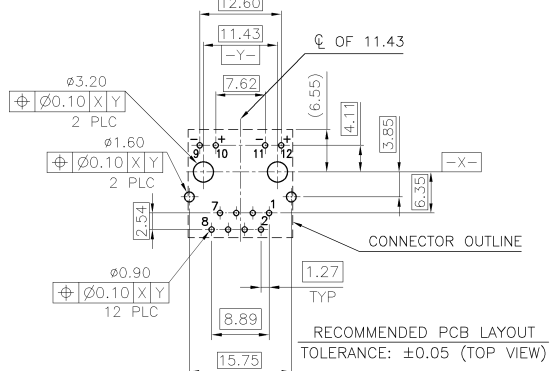 12.60
11.43
-Y-
℄ OF 11.43
7.62
ø3.20
⌖ Ø0.10 X Y
2 PLC
(6.55)
4.11
3.85
- + - +
9 10 11 12
-X-
ø1.60
⌖ Ø0.10 X Y
2 PLC
6.35
7 1
8 2
2.54
CONNECTOR OUTLINE
ø0.90
⌖ Ø0.10 X Y
12 PLC
1.27
TYP
8.89
15.75
RECOMMENDED PCB LAYOUT
TOLERANCE: ±0.05 (TOP VIEW)